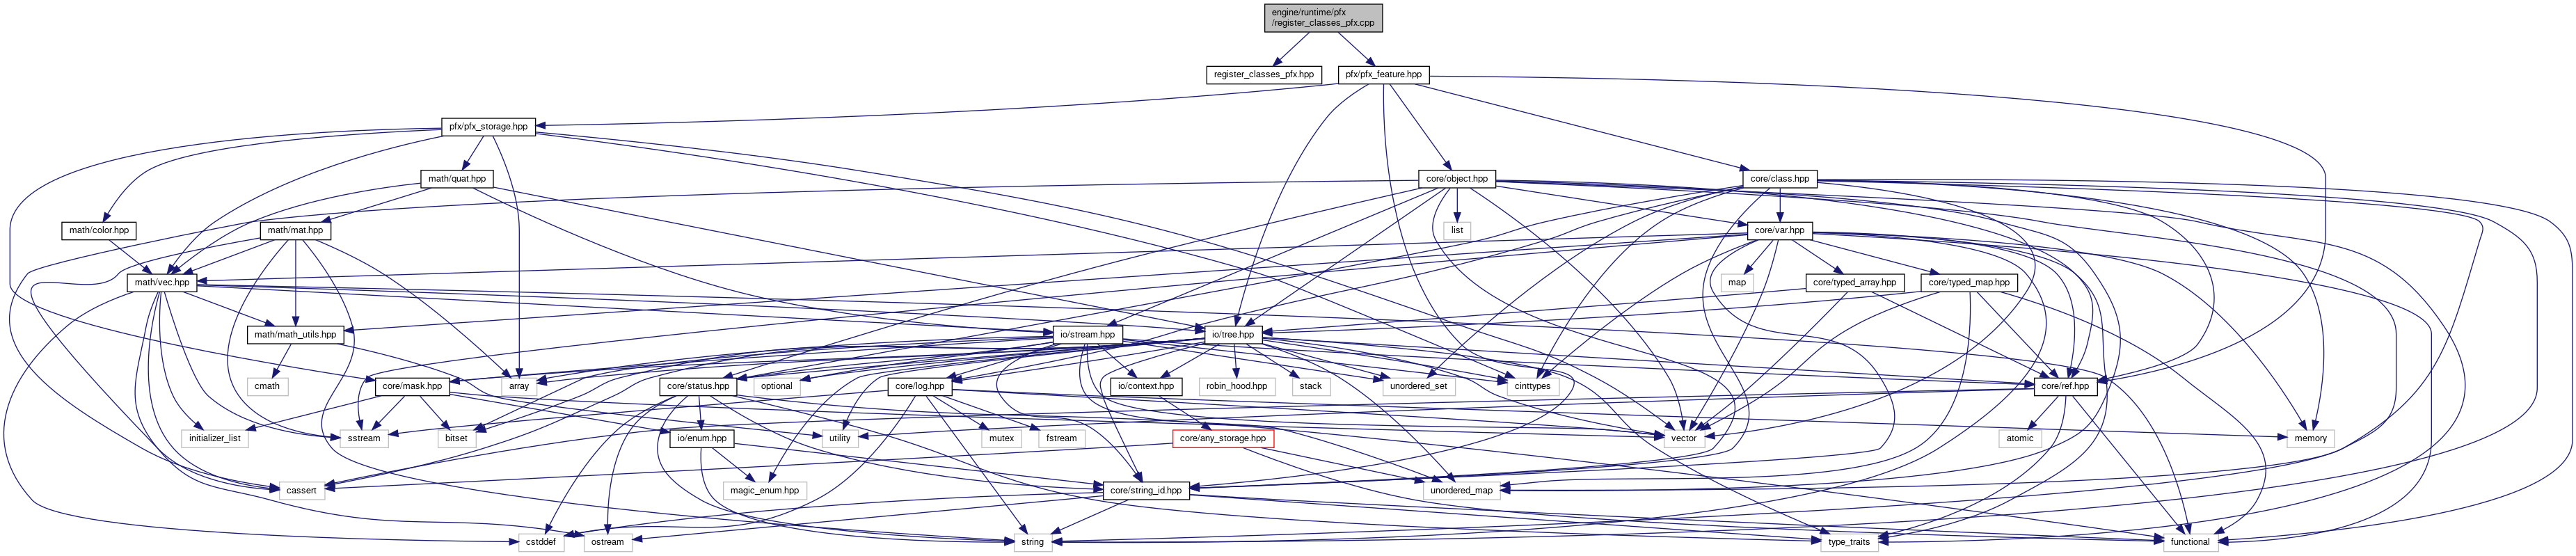 engine/runtime/pfx
/register_classes_pfx.cpp
register_classes_pfx.hpp
pfx/pfx_feature.hpp
pfx/pfx_storage.hpp
math/quat.hpp
core/object.hpp
core/class.hpp
math/color.hpp
math/mat.hpp
list
core/var.hpp
math/vec.hpp
map
core/typed_array.hpp
core/typed_map.hpp
math/math_utils.hpp
io/stream.hpp
io/tree.hpp
cmath
core/mask.hpp
array
core/status.hpp
optional
core/log.hpp
io/context.hpp
robin_hood.hpp
stack
unordered_set
cinttypes
core/ref.hpp
initializer_list
sstream
bitset
io/enum.hpp
utility
mutex
fstream
core/any_storage.hpp
vector
atomic
memory
cassert
magic_enum.hpp
core/string_id.hpp
unordered_map
cstddef
ostream
string
type_traits
functional